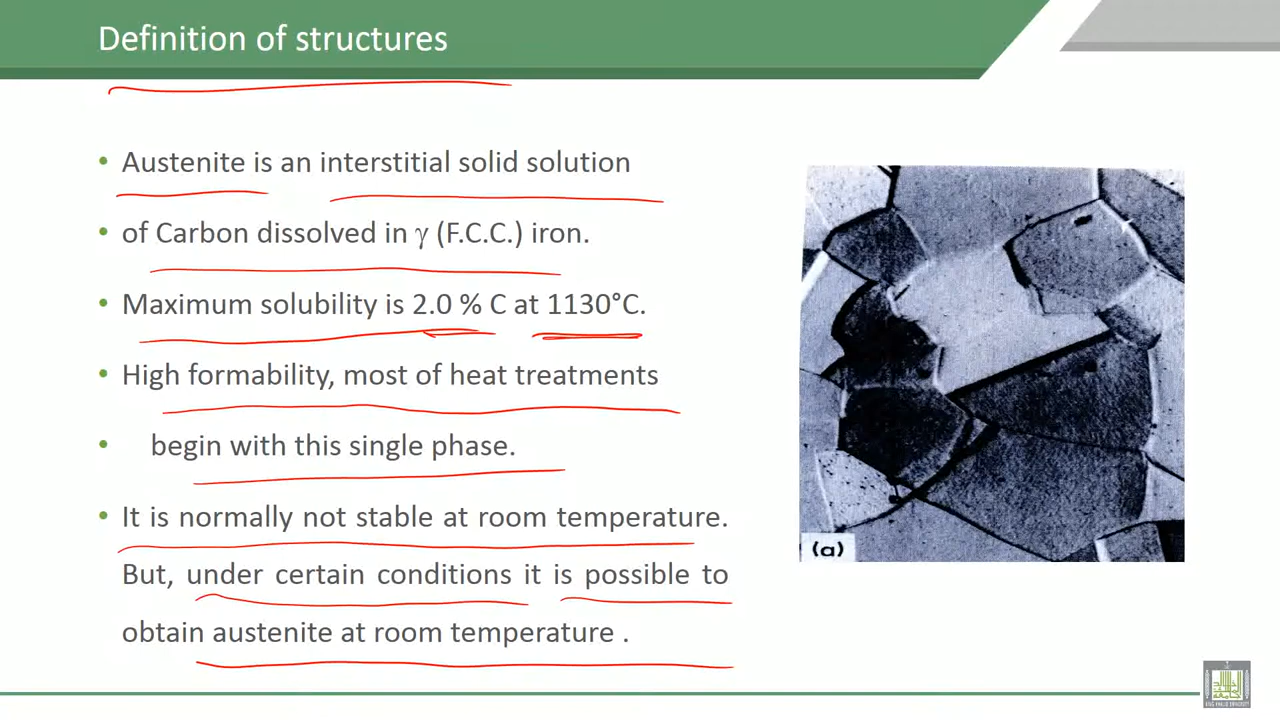 Definition of structures
• Austenite is an interstitial solid solution
• of Carbon dissolved in γ (F.C.C.) iron.
• Maximum solubility is 2.0 % C at 1130°C.
• High formability, most of heat treatments
• begin with this single phase.
• It is normally not stable at room temperature.
But, under certain conditions it is possible to
obtain austenite at room temperature .
(a)